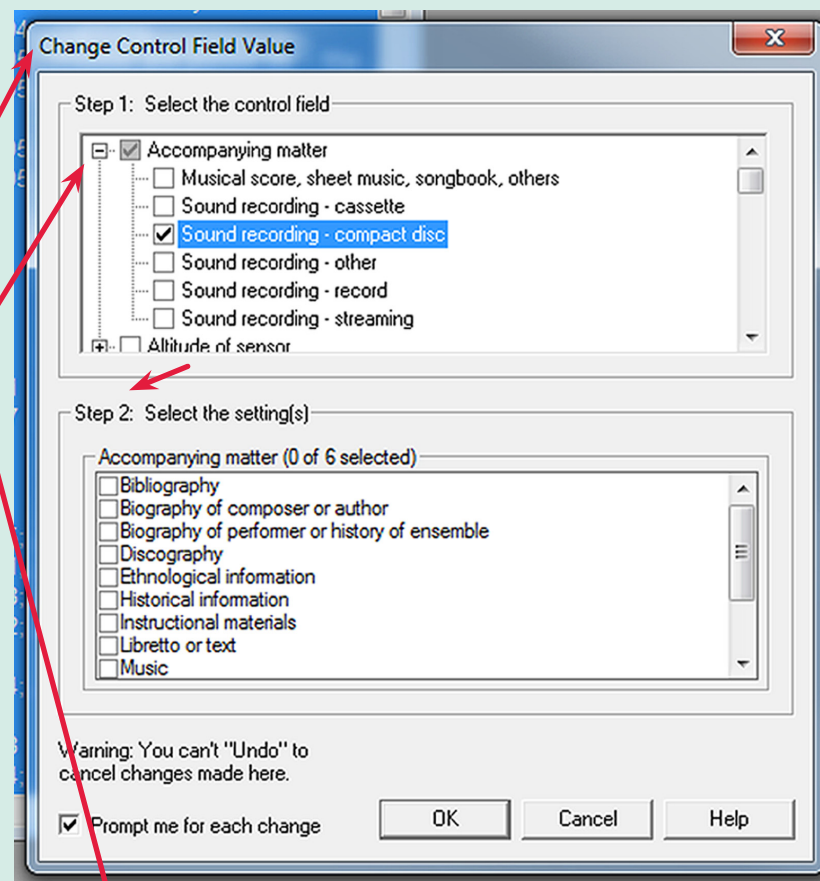 Change Control Field Value
Step 1: Select the control field
Accompanying matter
Musical score, sheet music, songbook, others
Sound recording - cassette
Sound recording - compact disc
Sound recording - other
Sound recording - record
Sound recording - streaming
Altitude of sensor
Step 2: Select the setting(s)
Accompanying matter (0 of 6 selected)
Bibliography
Biography of composer or author
Biography of performer or history of ensemble
Discography
Ethnological information
Historical information
Instructional materials
Libretto or text
Music
Warning: You can't "Undo" to
cancel changes made here.
Prompt me for each change
OK
Cancel
Help